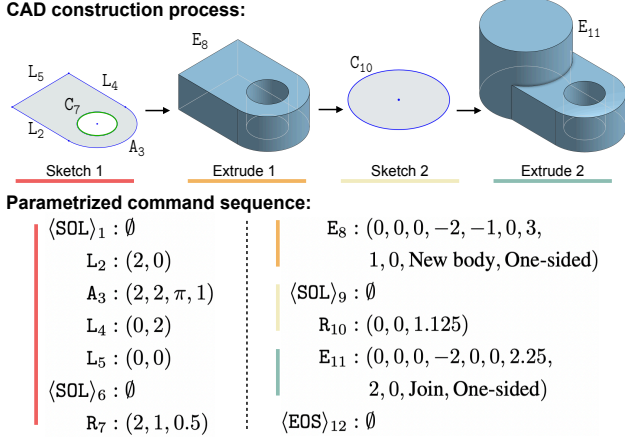 CAD construction process:
L5 L4 C7 L2 A3
E8
C10
E11
Sketch 1 Extrude 1 Sketch 2 Extrude 2
Parametrized command sequence:
⟨SOL⟩1 : ∅
L2 : (2, 0)
A3 : (2, 2, π, 1)
L4 : (0, 2)
L5 : (0, 0)
⟨SOL⟩6 : ∅
R7 : (2, 1, 0.5)
E8 : (0, 0, 0, −2, −1, 0, 3,
1, 0, New body, One-sided)
⟨SOL⟩9 : ∅
R10 : (0, 0, 1.125)
E11 : (0, 0, 0, −2, 0, 0, 2.25,
2, 0, Join, One-sided)
⟨EOS⟩12 : ∅